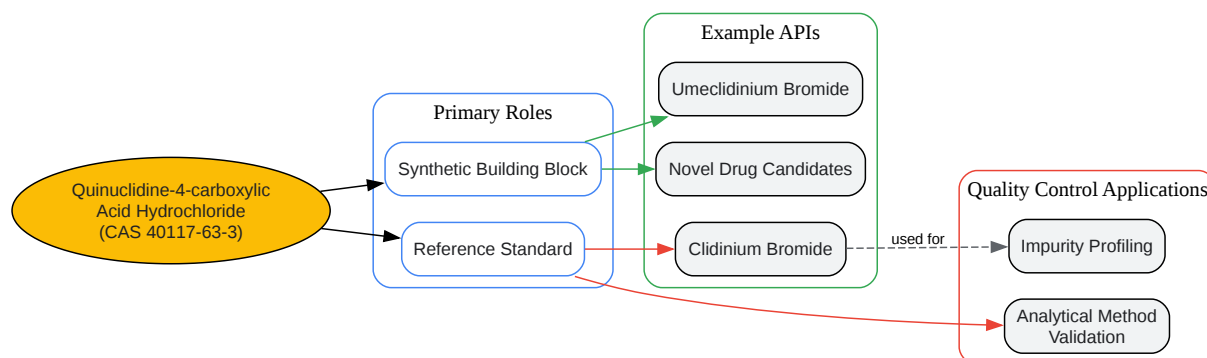 Quinuclidine-4-carboxylic
Acid Hydrochloride
(CAS 40117-63-3)
Primary Roles
Synthetic Building Block
Reference Standard
Example APIs
Umeclidinium Bromide
Novel Drug Candidates
Clidinium Bromide
used for
Quality Control Applications
Impurity Profiling
Analytical Method
Validation